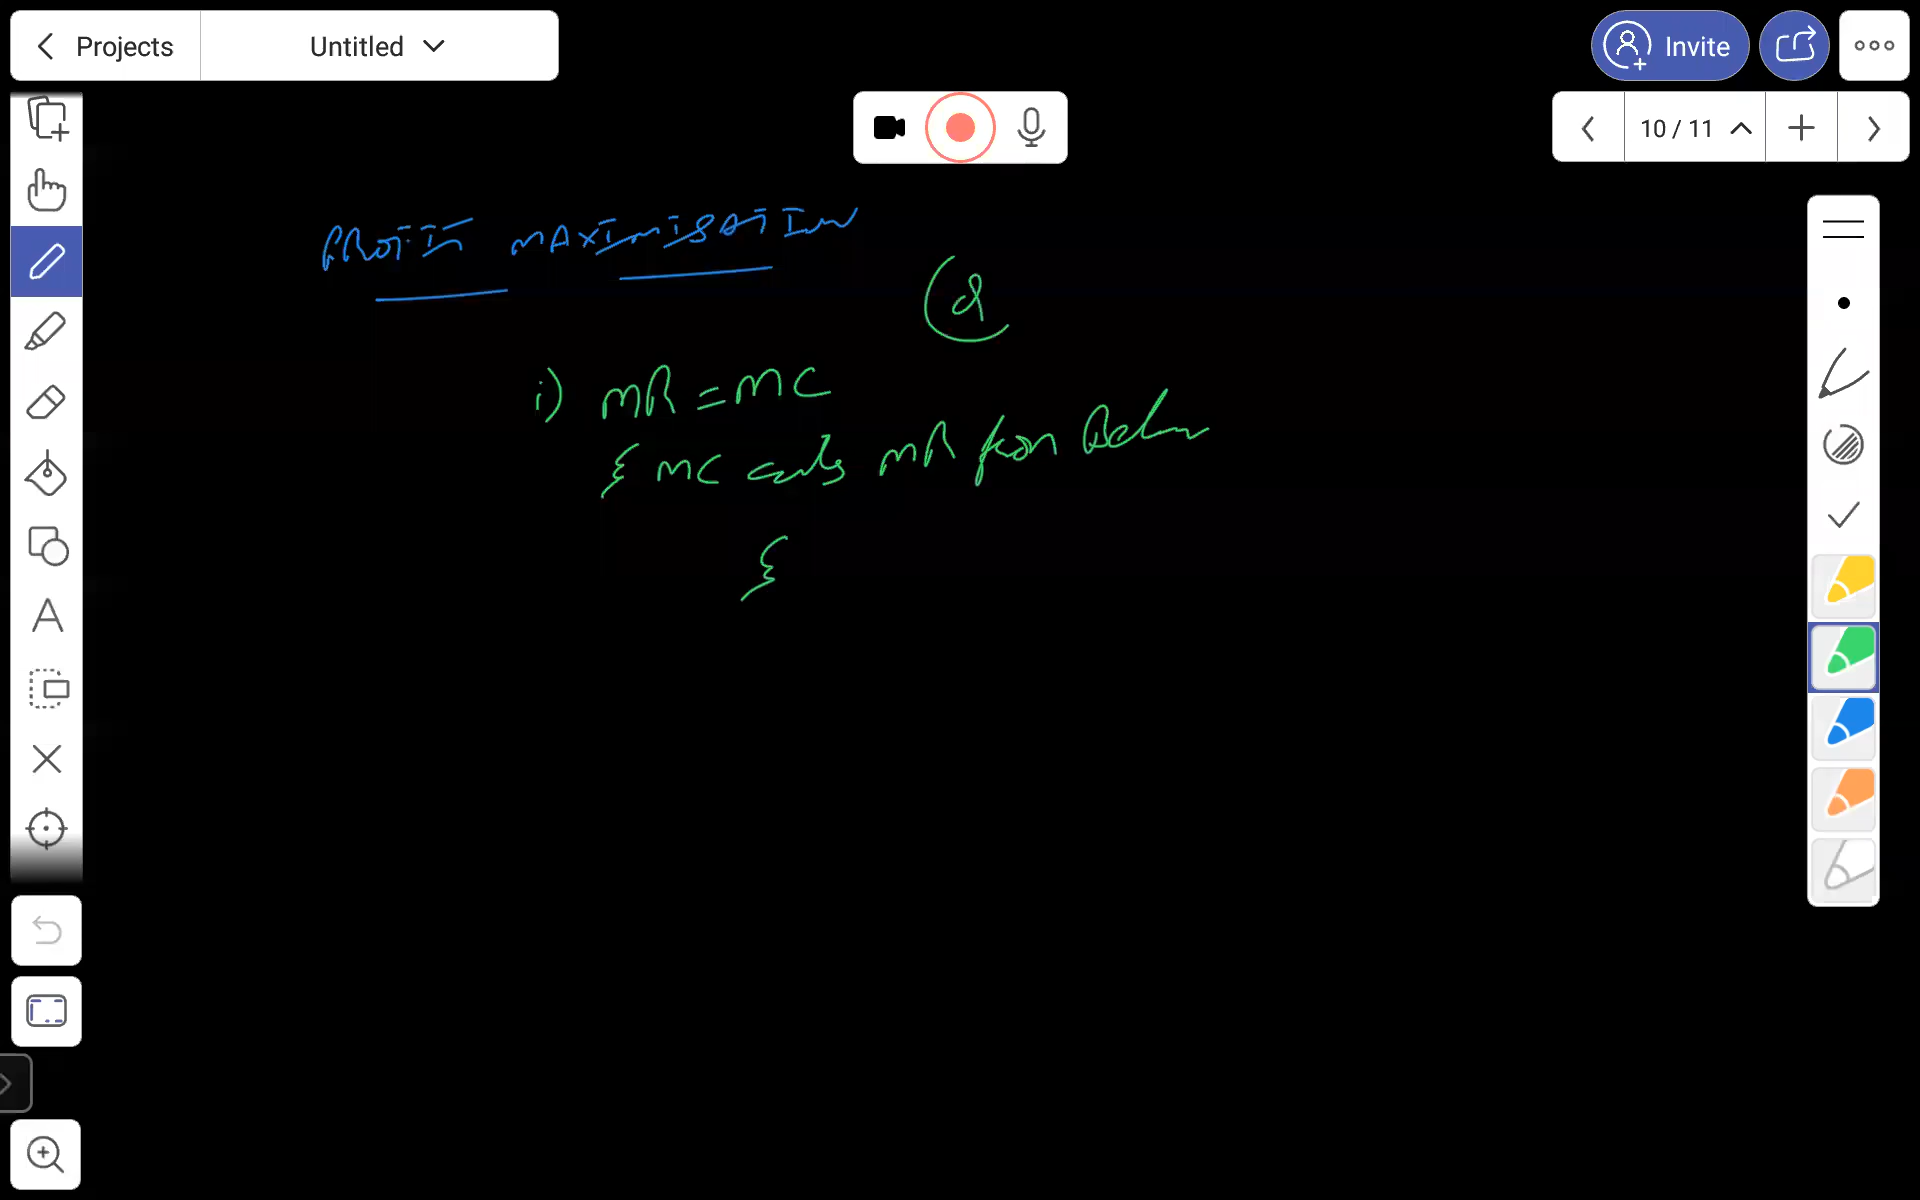 Projects Untitled Invite
10 / 11
PROFIT MAXIMISATION
(Q
i) MR = MC
& MC cuts MR from Below
&